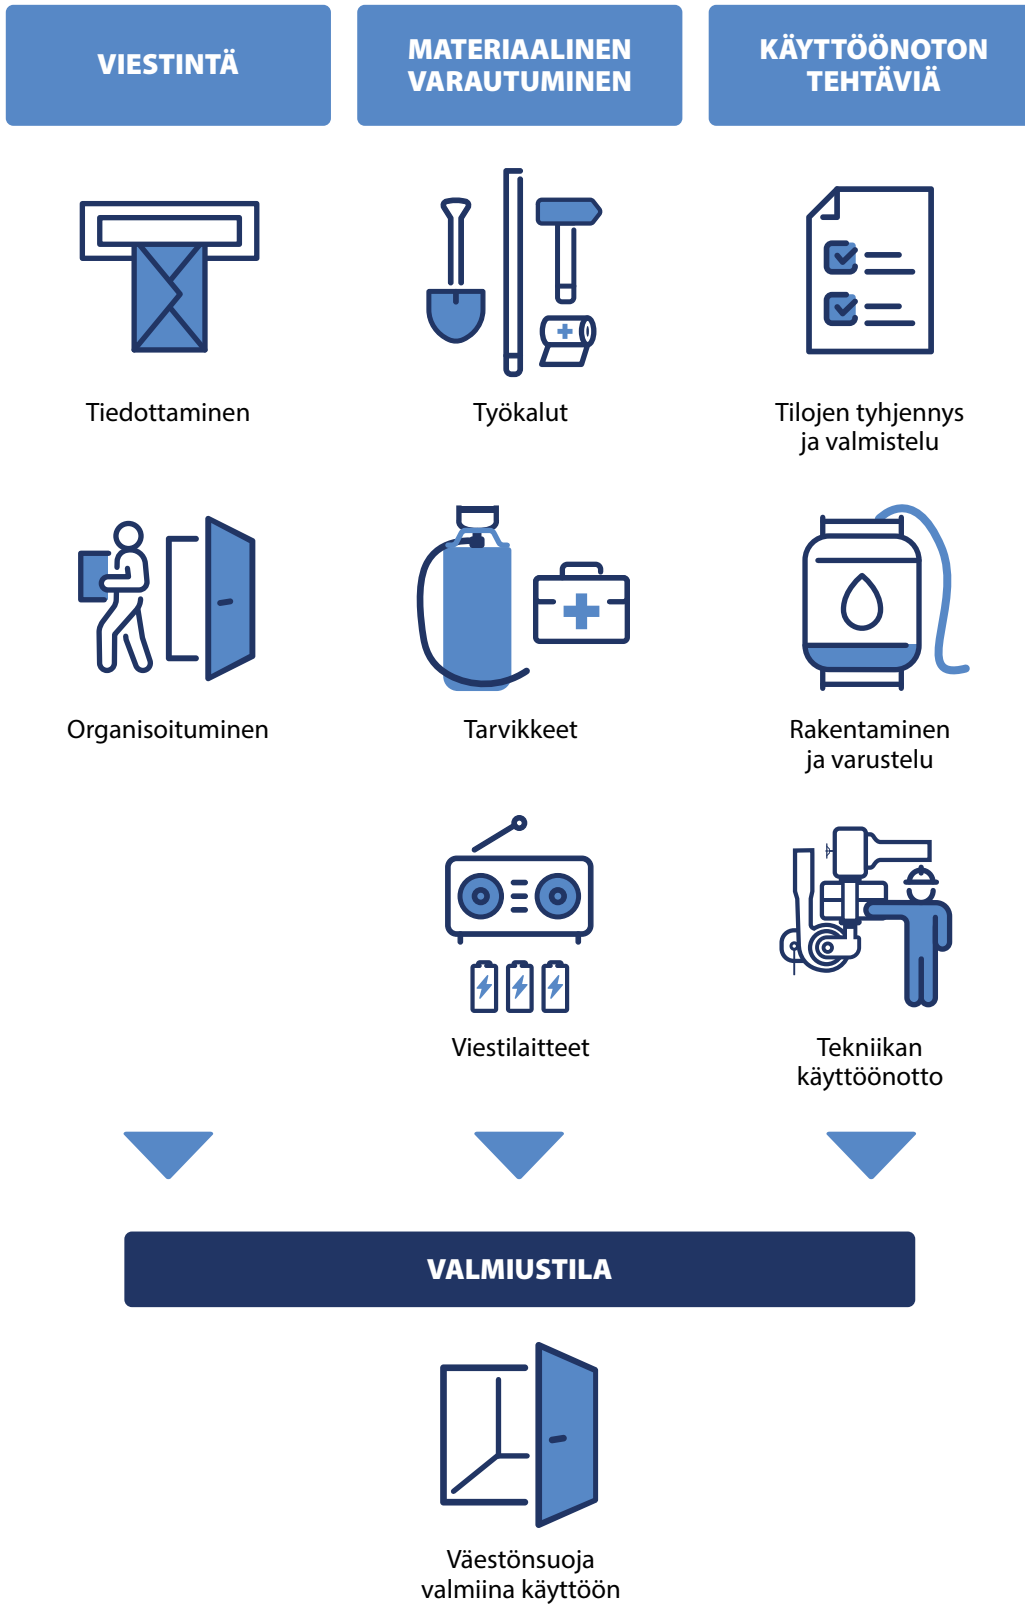 VIESTINTÄ
MATERIAALINEN
VARAUTUMINEN
KÄYTTÖÖNOTON
TEHTÄVIÄ
Tiedottaminen
Työkalut
Tilojen tyhjennys
ja valmistelu
Organisoituminen
Tarvikkeet
Rakentaminen
ja varustelu
Viestilaitteet
Tekniikan
käyttöönotto
VALMIUSTILA
Väestönsuoja
valmiina käyttöön